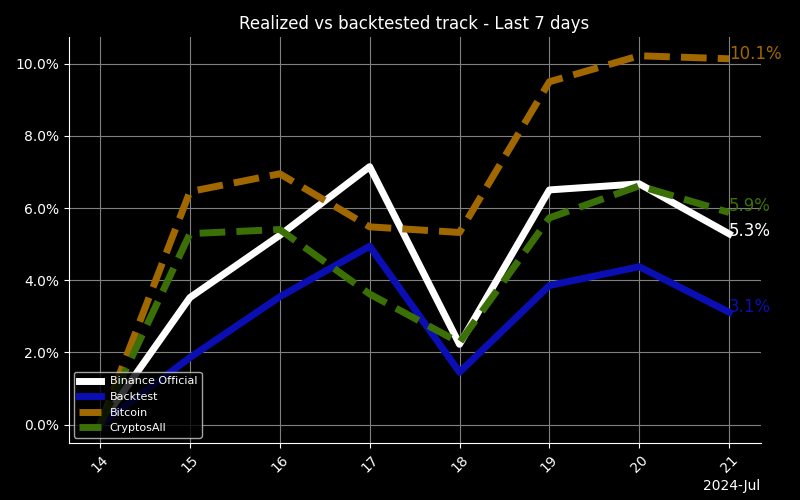 Realized vs backtested track - Last 7 days
10.0%
8.0%
6.0%
4.0%
2.0%
0.0%
10.1%
5.9%
5.3%
3.1%
Binance Official
Backtest
Bitcoin
CryptosAll
14 15 16 17 18 19 20 21
2024-Jul